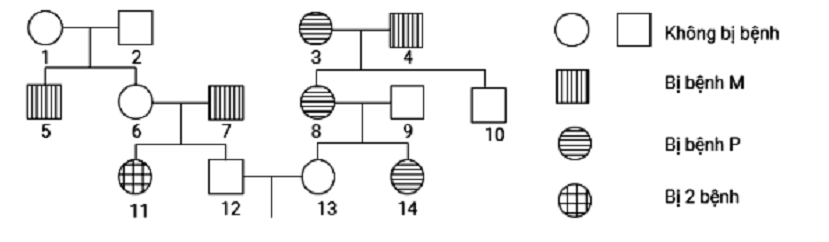 1 2 3 4
Không bị bệnh
5 6 7 8 9 10
Bị bệnh M
Bị bệnh P
11 12 13 14
Bị 2 bệnh